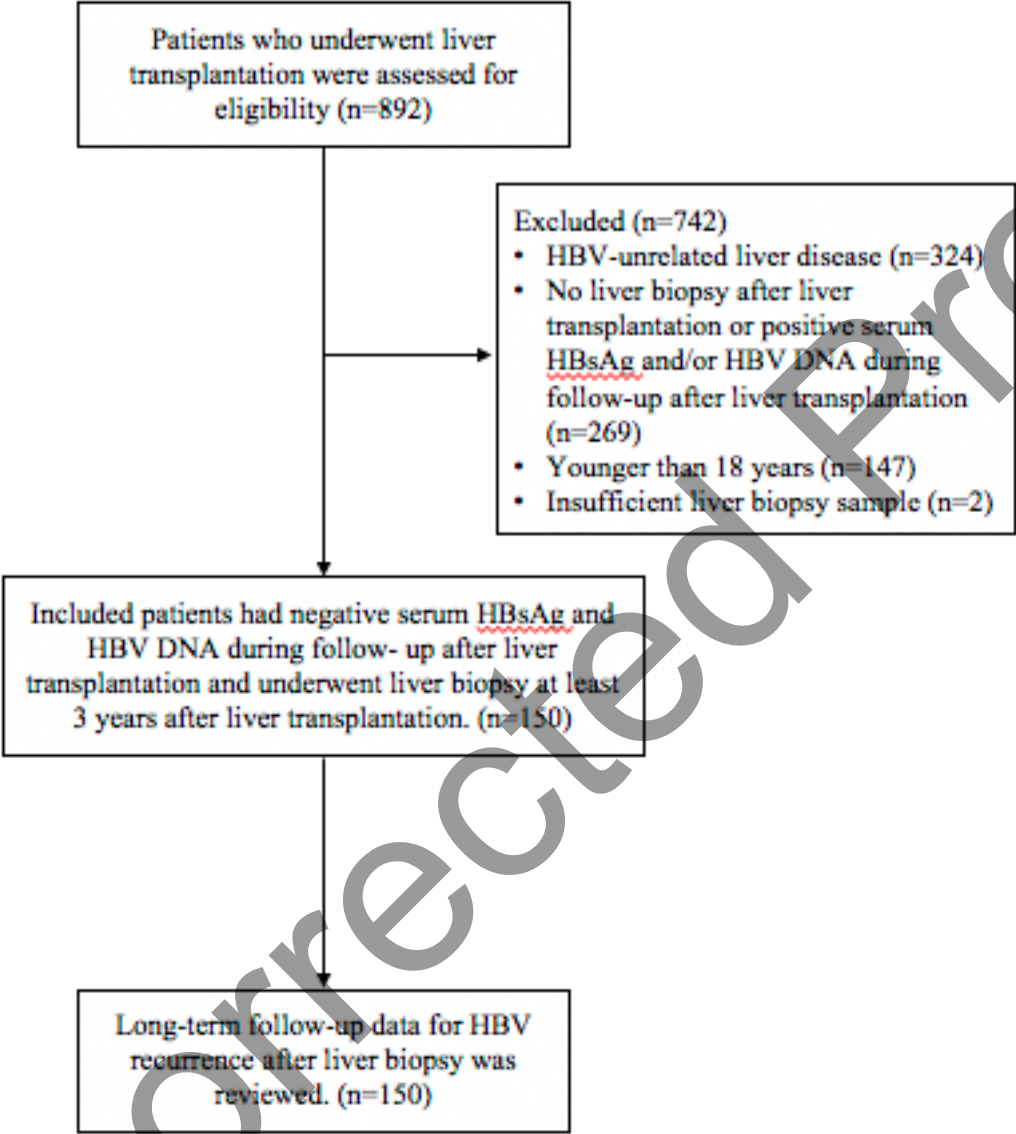 Patients who underwent liver
transplantation were assessed for
eligibility (n=892)
Excluded (n=742)
• HBV-unrelated liver disease (n=324)
• No liver biopsy after liver
transplantation or positive serum
HBsAg and/or HBV DNA during
follow-up after liver transplantation
(n=269)
• Younger than 18 years (n=147)
• Insufficient liver biopsy sample (n=2)
Included patients had negative serum HBsAg and
HBV DNA during follow- up after liver
transplantation and underwent liver biopsy at least
3 years after liver transplantation. (n=150)
Long-term follow-up data for HBV
recurrence after liver biopsy was
reviewed. (n=150)
orrected Pro